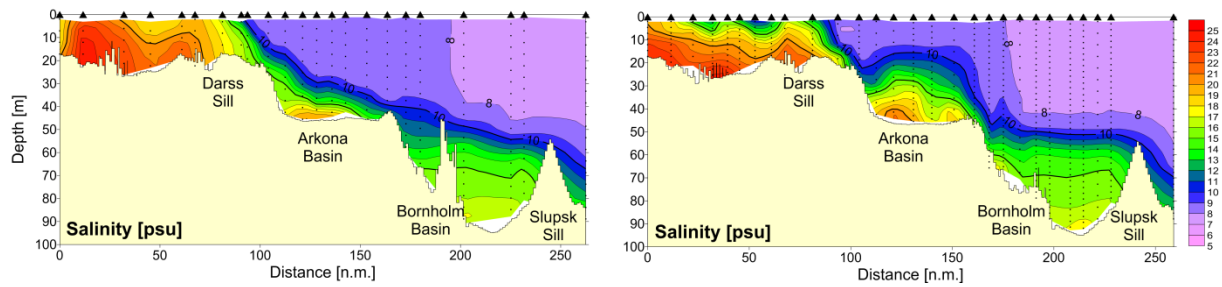 0
10
20
30
40
50
60
70
80
90
100
Depth [m]
10
8
8
10
10
Darss
Sill
Arkona
Basin
Bornholm
Basin
Slupsk
Sill
Salinity [psu]
0 50 100 150 200 250
Distance [n.m.]
0
10
20
30
40
50
60
70
80
90
100
10
10
8
8
8
10
Darss
Sill
Arkona
Basin
Bornholm
Basin
Slupsk
Sill
Salinity [psu]
0 50 100 150 200 250
Distance [n.m.]
25
24
23
22
21
20
19
18
17
16
15
14
13
12
11
10
9
8
7
6
5